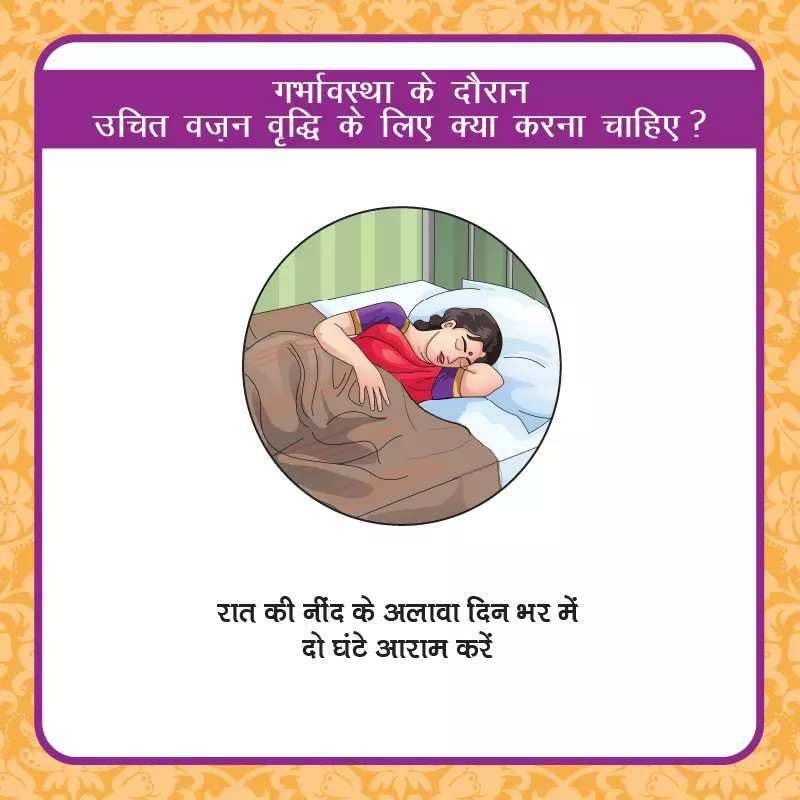 गर्भावस्था के दौरान
उचित वज़न वृद्धि के लिए क्या करना चाहिए ?
रात की नींद के अलावा दिन भर में
दो घंटे आराम करें